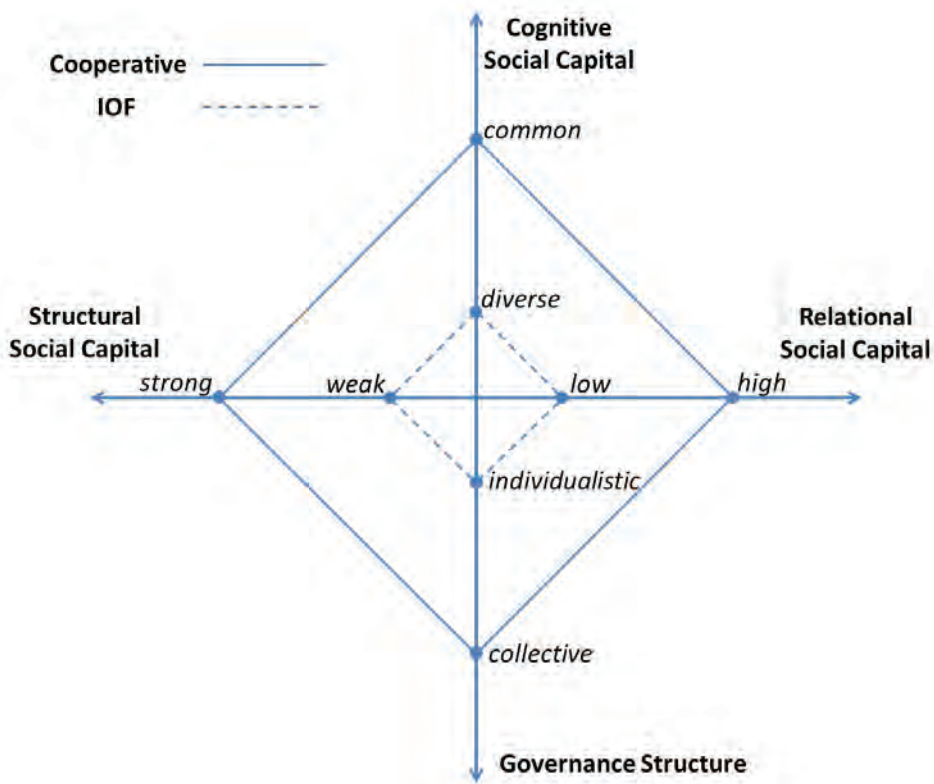 Cognitive
Social Capital
Cooperative
IOF
common
diverse
Structural
Social Capital
Relational
Social Capital
strong
weak
low
high
individualistic
collective
Governance Structure